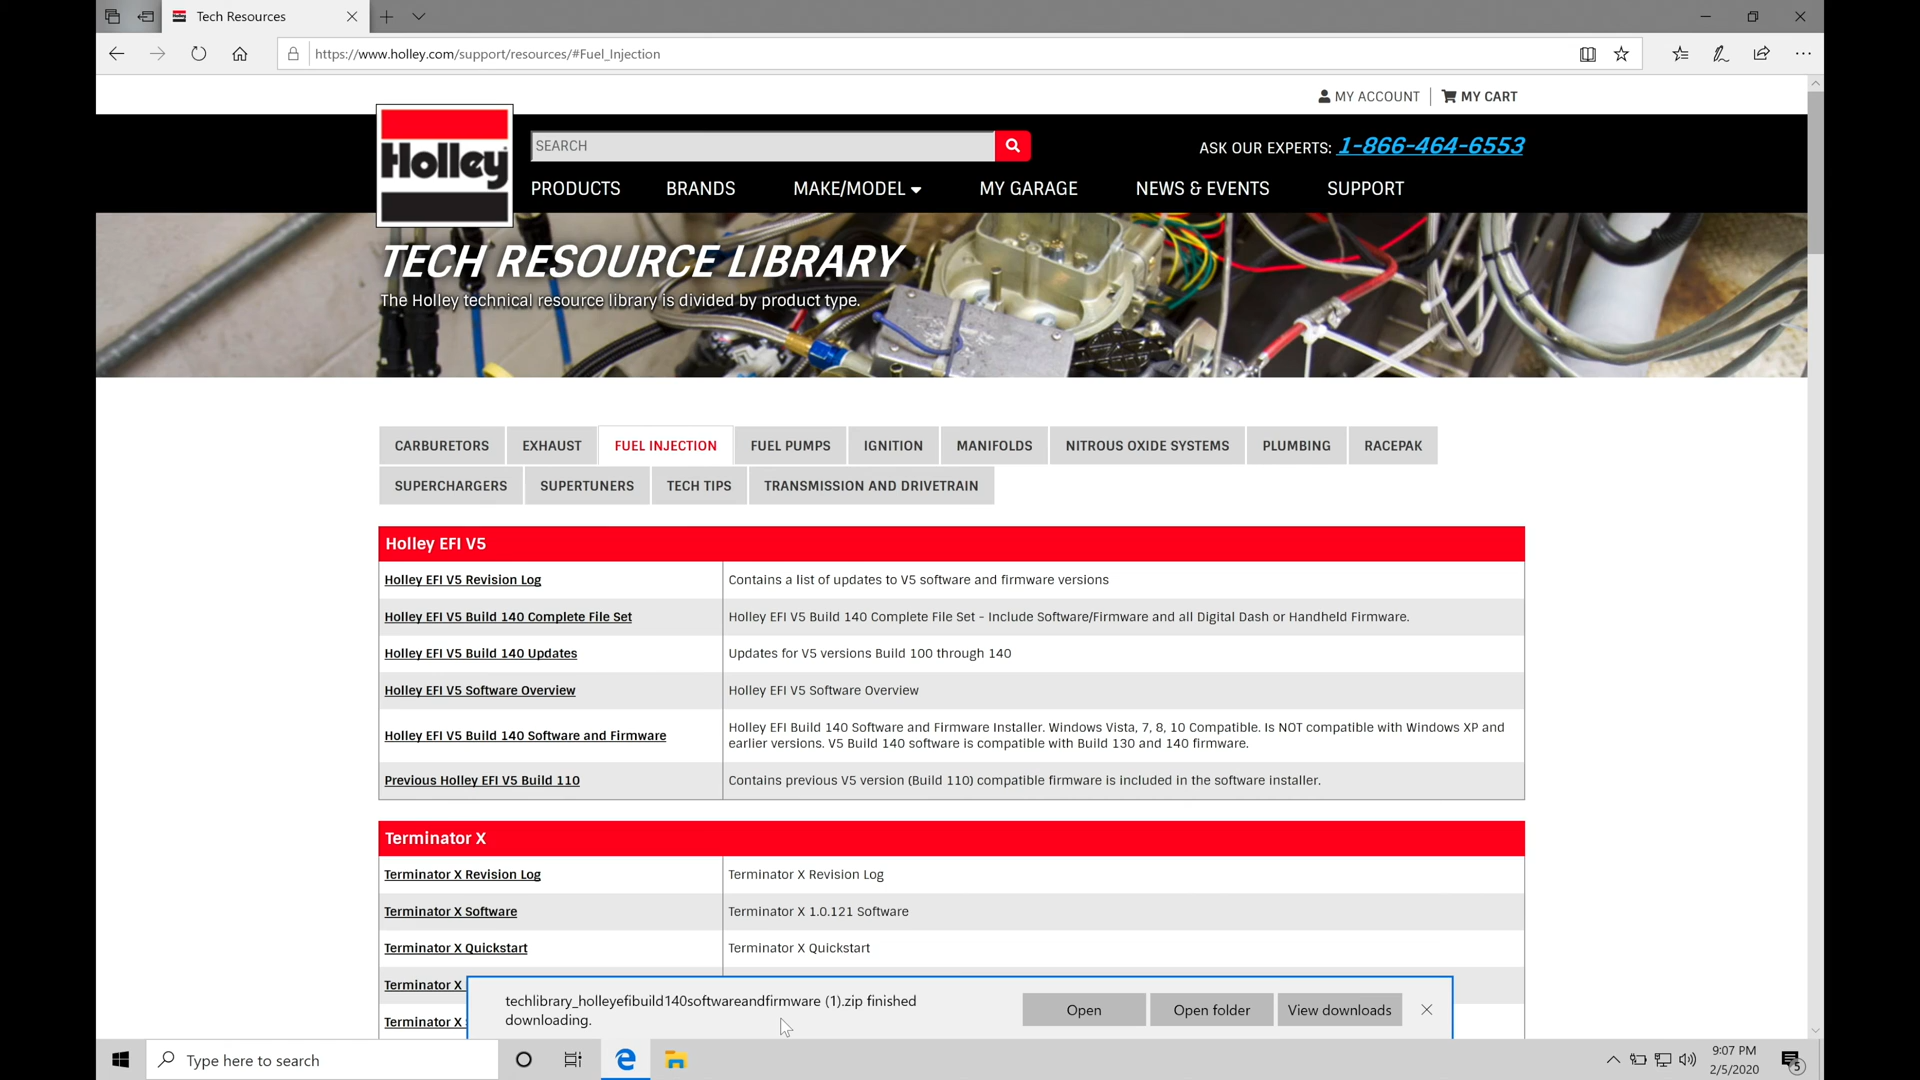 Tech Resources
https://www.holley.com/support/resources/#Fuel_Injection
MY ACCOUNT
MY CART
Holley
SEARCH
ASK OUR EXPERTS: 1-866-464-6553
PRODUCTS
BRANDS
MAKE/MODEL
MY GARAGE
NEWS & EVENTS
SUPPORT
TECH RESOURCE LIBRARY
The Holley technical resource library is divided by product type.
CARBURETORS
EXHAUST
FUEL INJECTION
FUEL PUMPS
IGNITION
MANIFOLDS
NITROUS OXIDE SYSTEMS
PLUMBING
RACEPAK
SUPERCHARGERS
SUPERTUNERS
TECH TIPS
TRANSMISSION AND DRIVETRAIN
Holley EFI V5
Holley EFI V5 Revision Log
Contains a list of updates to V5 software and firmware versions
Holley EFI V5 Build 140 Complete File Set
Holley EFI V5 Build 140 Complete File Set - Include Software/Firmware and all Digital Dash or Handheld Firmware.
Holley EFI V5 Build 140 Updates
Updates for V5 versions Build 100 through 140
Holley EFI V5 Software Overview
Holley EFI V5 Software Overview
Holley EFI V5 Build 140 Software and Firmware
Holley EFI Build 140 Software and Firmware Installer. Windows Vista, 7, 8, 10 Compatible. Is NOT compatible with Windows XP and
earlier versions. V5 Build 140 software is compatible with Build 130 and 140 firmware.
Previous Holley EFI V5 Build 110
Contains previous V5 version (Build 110) compatible firmware is included in the software installer.
Terminator X
Terminator X Revision Log
Terminator X Revision Log
Terminator X Software
Terminator X 1.0.121 Software
Terminator X Quickstart
Terminator X Quickstart
Terminator X
Terminator X
techlibrary_holleyefibuild140softwareandfirmware (1).zip finished
downloading.
Open
Open folder
View downloads
Type here to search
9:07 PM
2/5/2020
5